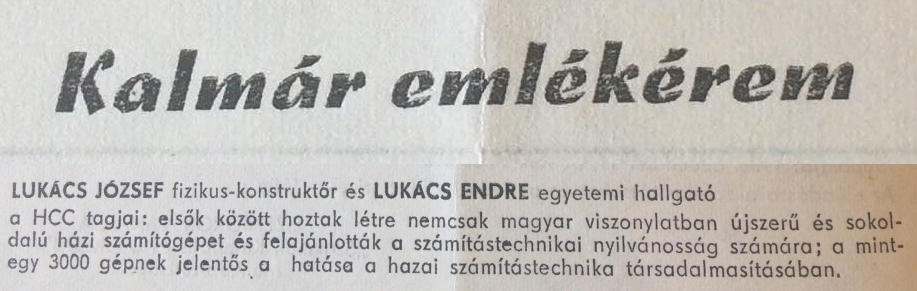 Kalmár emlékérem
LUKÁCS JÓZSEF fizikus-konstruktőr és LUKÁCS ENDRE egyetemi hallgató
a HCC tagjai: elsők között hoztak létre nemcsak magyar viszonylatban újszerű és sokol-
dalú házi számítógépet és felajánlották a számítástechnikai nyilvánosság számára; a mint-
egy 3000 gépnek jelentős a hatása a hazai számítástechnika társadalmasításában.